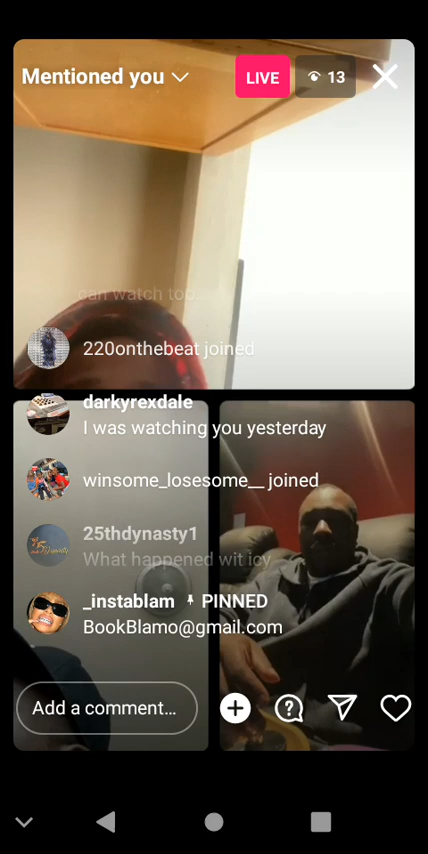 Mentioned you
LIVE
13
can watch too.
220onthebeat joined
darkyrexdale
I was watching you yesterday
winsome_losesome__ joined
25thdynasty1
What happened wit icy
_instablam PINNED
BookBlamo@gmail.com
Add a comment...